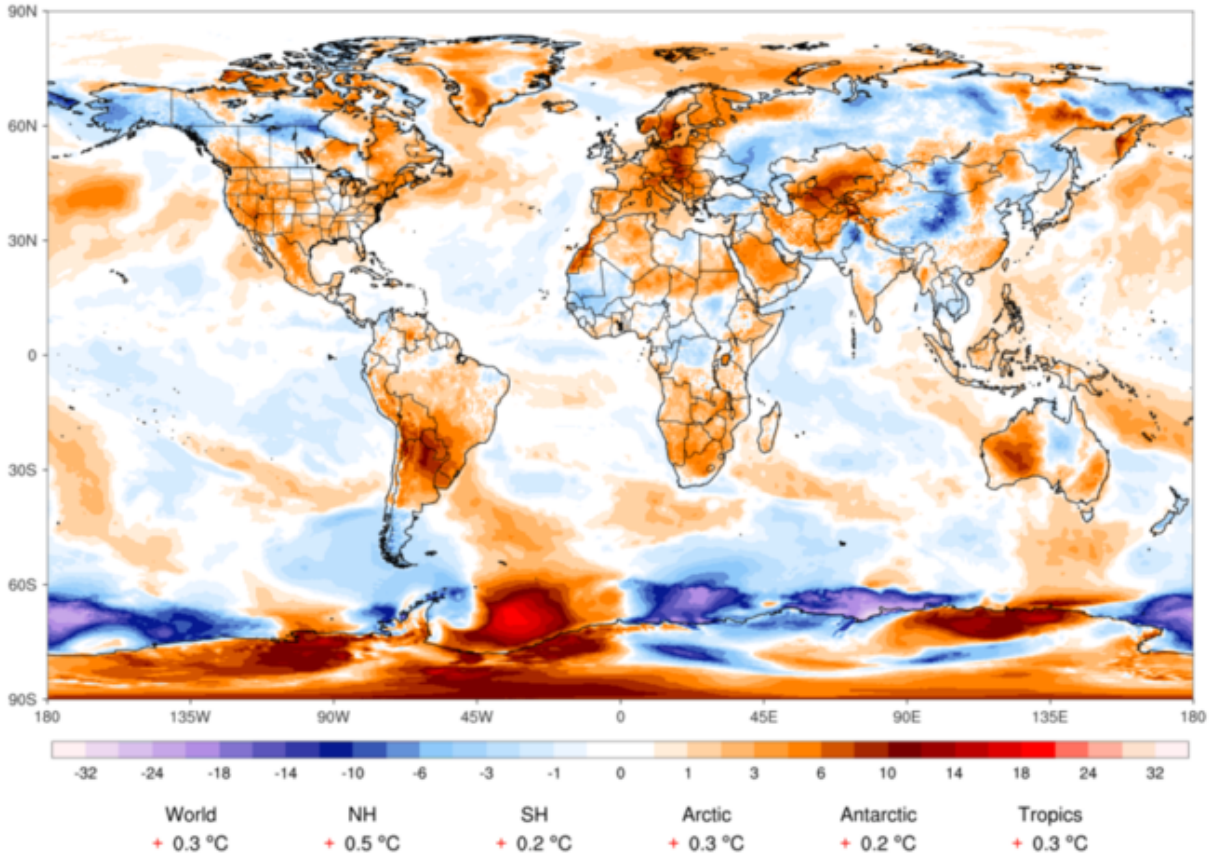 90N
60N
30N
0
30S
60S
90S
180 135W 90W 45W 0 45E 90E 135E 180
-32 -24 -18 -14 -10 -6 -3 -1 0 1 3 6 10 14 18 24 32
World NH SH Arctic Antarctic Tropics
+ 0.3 °C + 0.5 °C + 0.2 °C + 0.3 °C + 0.2 °C + 0.3 °C